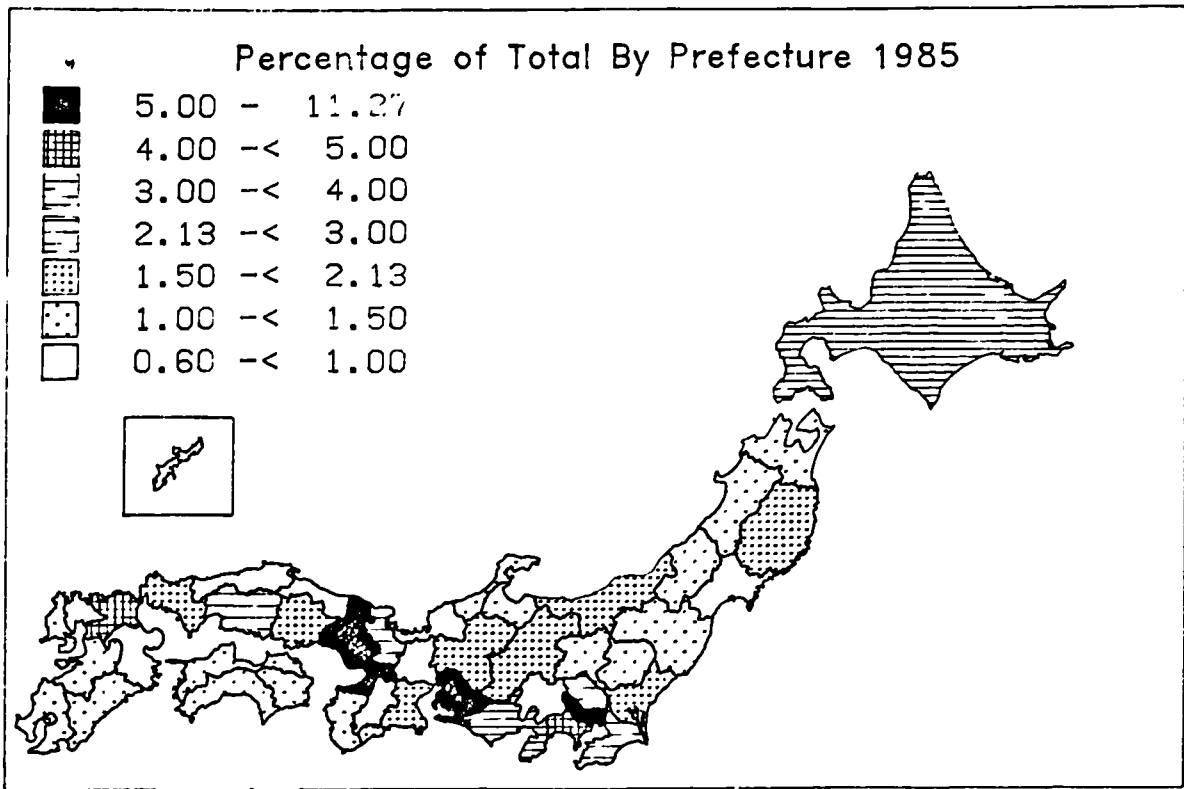 Percentage of Total By Prefecture 1985
5.00 - 11.27
4.00 -< 5.00
3.00 -< 4.00
2.13 -< 3.00
1.50 -< 2.13
1.00 -< 1.50
0.60 -< 1.00